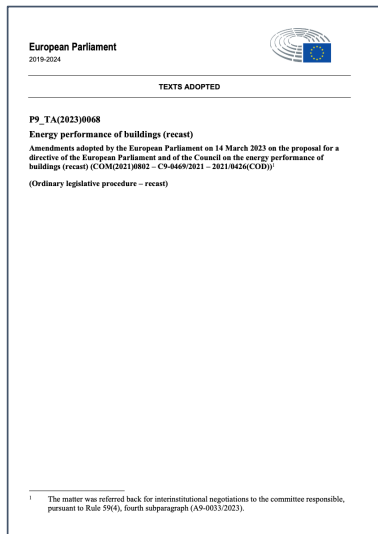 European Parliament
2019-2024
TEXTS ADOPTED
P9_TA(2023)0068
Energy performance of buildings (recast)
Amendments adopted by the European Parliament on 14 March 2023 on the proposal for a
directive of the European Parliament and of the Council on the energy performance of
buildings (recast) (COM(2021)0802 – C9-0469/2021 – 2021/0426(COD))1
(Ordinary legislative procedure – recast)
1 The matter was referred back for interinstitutional negotiations to the committee responsible,
pursuant to Rule 59(4), fourth subparagraph (A9-0033/2023).